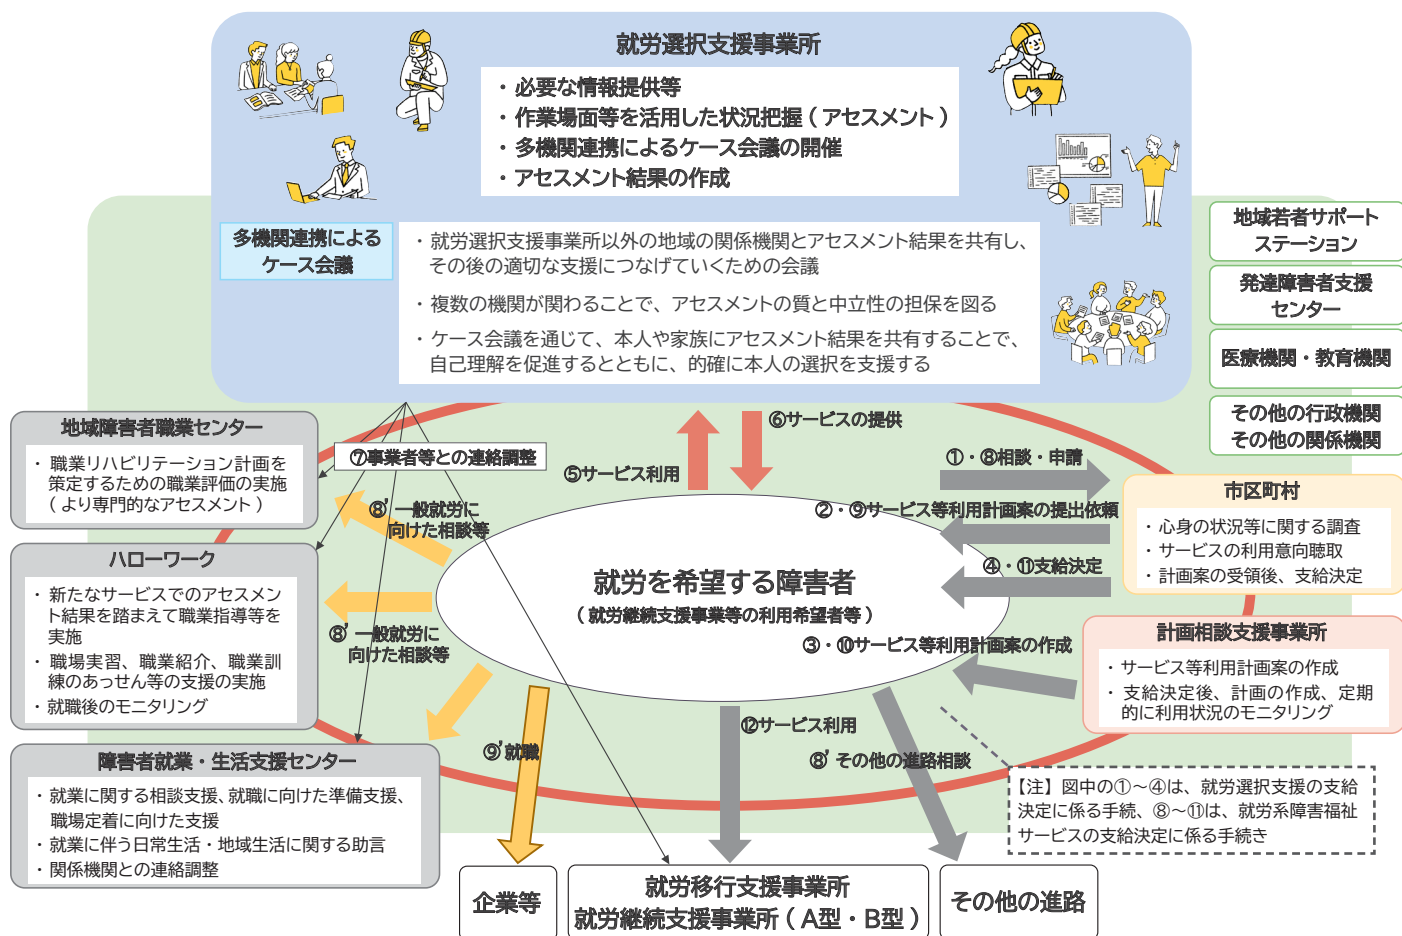 就労選択支援事業所
・必要な情報提供等
・作業場面等を活用した状況把握（アセスメント）
・多機関連携によるケース会議の開催
・アセスメント結果の作成
多機関連携による
ケース会議
・就労選択支援事業所以外の地域の関係機関とアセスメント結果を共有し、
その後の適切な支援につなげていくための会議
・複数の機関が関わることで、アセスメントの質と中立性の担保を図る
・ケース会議を通じて、本人や家族にアセスメント結果を共有することで、
自己理解を促進するとともに、的確に本人の選択を支援する
地域若者サポート
ステーション
発達障害者支援
センター
医療機関・教育機関
その他の行政機関
その他の関係機関
地域障害者職業センター
・職業リハビリテーション計画を
策定するための職業評価の実施
（より専門的なアセスメント）
⑦事業者等との連絡調整
⑤サービス利用
⑥サービスの提供
①・⑧相談・申請
②・⑨サービス等利用計画案の提出依頼
④・⑪支給決定
③・⑩サービス等利用計画案の作成
市区町村
・心身の状況等に関する調査
・サービスの利用意向聴取
・計画案の受領後、支給決定
⑧’一般就労に
向けた相談等
ハローワーク
・新たなサービスでのアセスメン
ト結果を踏まえて職業指導等を
実施
・職場実習、職業紹介、職業訓
練のあっせん等の支援の実施
・就職後のモニタリング
⑧’一般就労に
向けた相談等
就労を希望する障害者
（就労継続支援事業等の利用希望者等）
計画相談支援事業所
・サービス等利用計画案の作成
・支給決定後、計画の作成、定期
的に利用状況のモニタリング
障害者就業・生活支援センター
・就業に関する相談支援、就職に向けた準備支援、
職場定着に向けた支援
・就業に伴う日常生活・地域生活に関する助言
・関係機関との連絡調整
⑨’就職
⑫サービス利用
⑧’その他の進路相談
【注】図中の①～④は、就労選択支援の支給
決定に係る手続、⑧～⑪は、就労系障害福祉
サービスの支給決定に係る手続き
企業等
就労移行支援事業所
就労継続支援事業所（A型・B型）
その他の進路